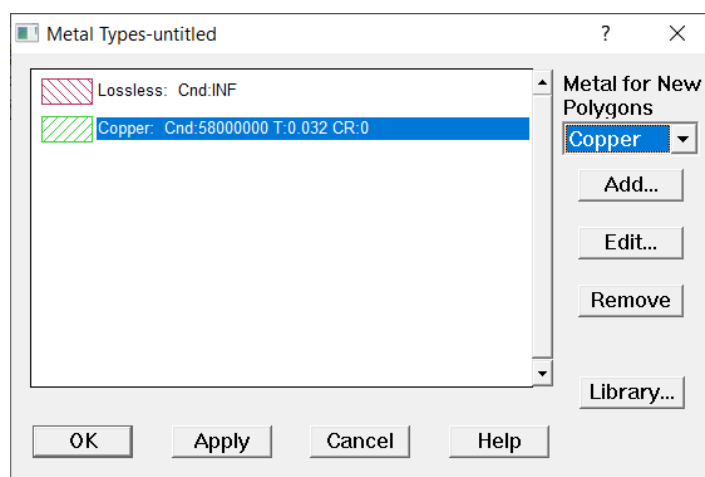 Metal Types-untitled
?
Lossless: Cnd:INF
Copper: Cnd:58000000 T:0.032 CR:0
Metal for New
Polygons
Copper
Add...
Edit...
Remove
Library...
OK
Apply
Cancel
Help